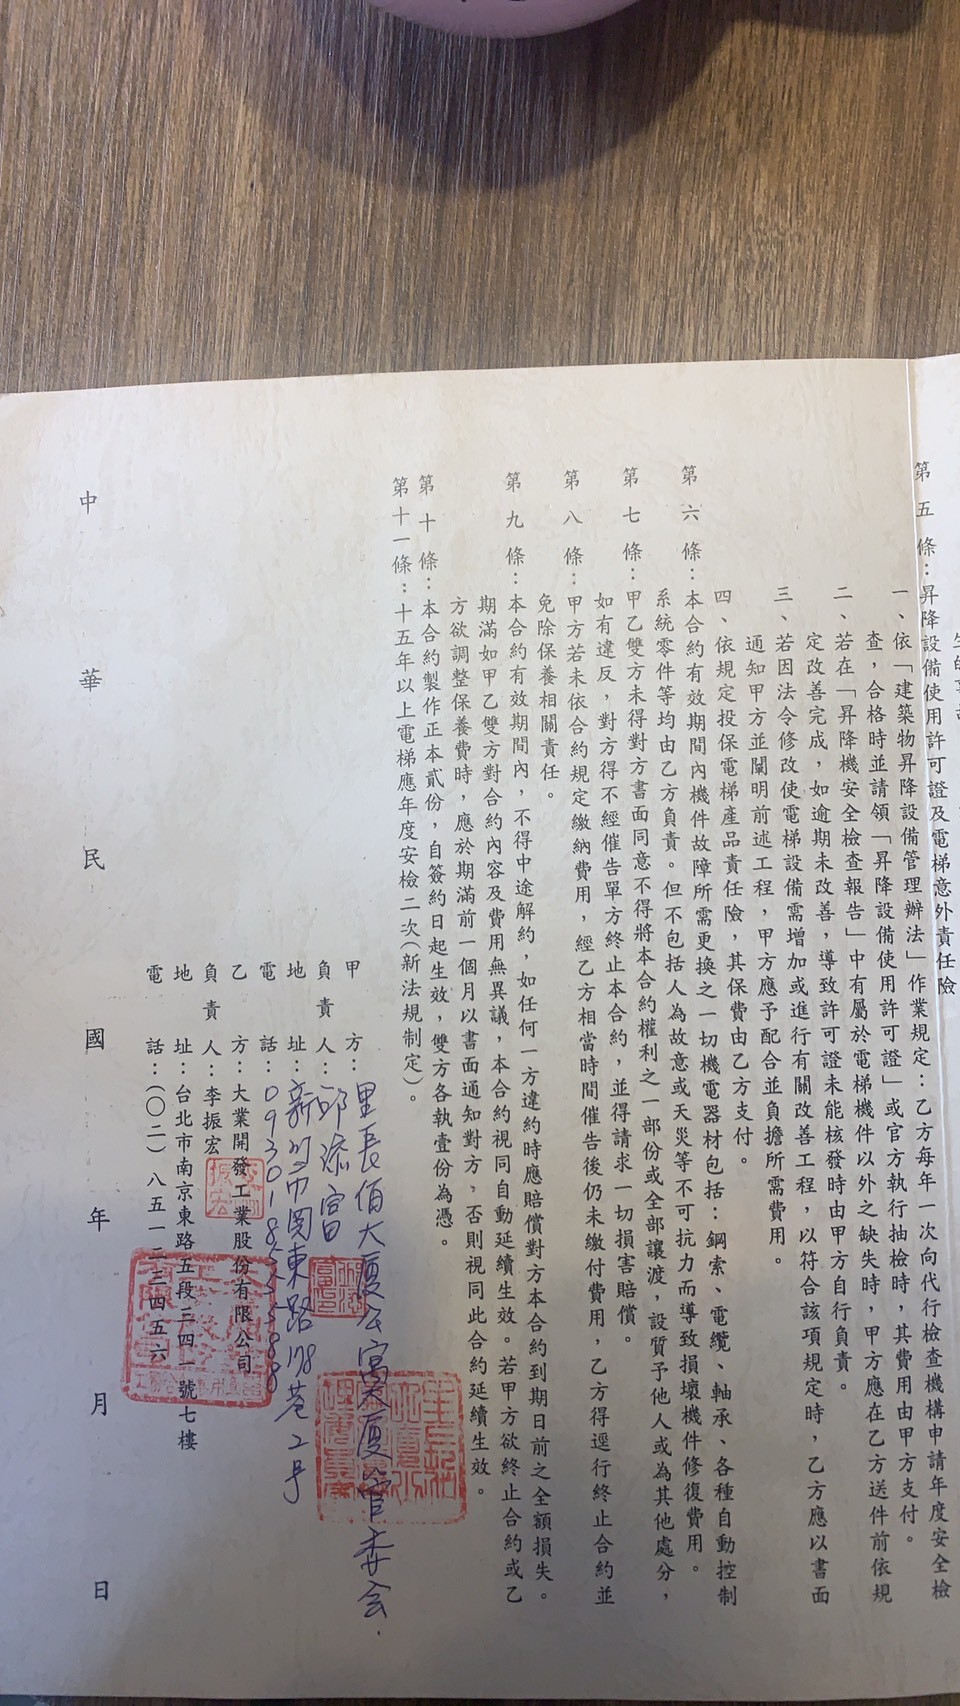 第五條：昇降設備使用許可證及電梯意外責任險
一、依「建築物昇降設備管理辦法」作業規定：乙方每年一次向代行檢查機構申請年度安全檢
查，合格時並請領「昇降設備使用許可證」或官方執行抽檢時，其費用由甲方支付。
二、若在「昇降機安全檢查報告」中有屬於電梯機件以外之缺失時，甲方應在乙方送件前依規
定改善完成，如逾期未改善，導致許可證未能核發時由甲方自行負責。
三、若因法令修改使電梯設備需增加或進行有關改善工程，以符合該項規定時，乙方應以書面
通知甲方並闡明前述工程，甲方應予配合並負擔所需費用。
四、依規定投保電梯產品責任險，其保費由乙方支付。
第六條：本合約有效期間內機件故障所需更換之一切機電器材包括：鋼索、電纜、軸承、各種自動控制
系統零件等均由乙方負責。但不包括人為故意或天災等不可抗力而導致損壞機件修復費用。
第七條：甲乙雙方未得對方書面同意不得將本合約權利之一部份或全部讓渡，設質予他人或為其他處分，
如有違反，對方得不經催告單方終止本合約，並得請求一切損害賠償。
第八條：甲方若未依合約規定繳納費用，經乙方相當時間催告後仍未繳付費用，乙方得逕行終止合約並
免除保養相關責任。
第九條：本合約有效期間內，不得中途解約，如任何一方違約時應賠償對方本合約到期日前之全額損失。
期滿如甲乙雙方對合約內容及費用無異議，本合約視同自動延續生效。若甲方欲終止合約或乙
方欲調整保養費時，應於期滿前一個月以書面通知對方，否則視同此合約延續生效。
第十條：本合約製作正本貳份，自簽約日起生效，雙方各執壹份為憑。
第十一條：十五年以上電梯應年度安檢二次（新法規制定）。
甲方：里長佰大廈公寓大廈管委会
負責人：邱添富
地址：新市東路巷2号
電話：
乙方：大業開發工業股份有限公司
負責人：李振宏
地址：台北市南京東路五段三四一號七樓
電話：（〇二）八五一二三四五六
中華民國年月日